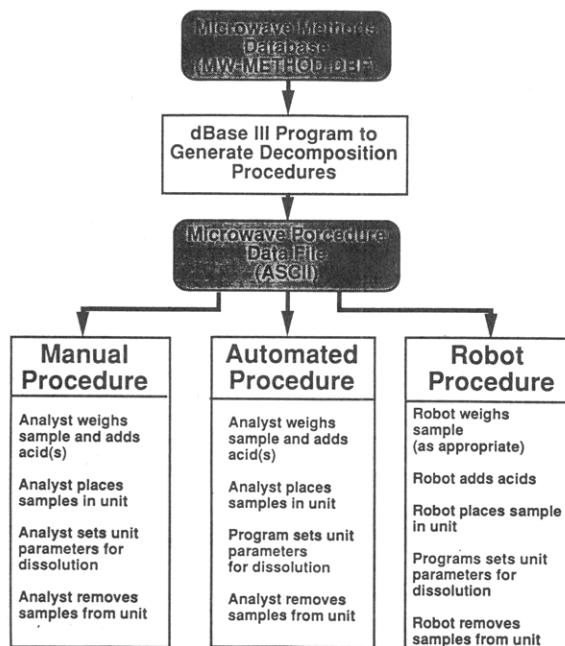 Microwave Methods
Database
(MW-METHOD.DBF)
dBase III Program to
Generate Decomposition
Procedures
Microwave Porcedure
Data File
(ASCII)
Manual
Procedure
Analyst weighs
sample and adds
acid(s)
Analyst places
samples in unit
Analyst sets unit
parameters for
dissolution
Analyst removes
samples from unit
Automated
Procedure
Analyst weighs
sample and adds
acid(s)
Analyst places
samples in unit
Program sets unit
parameters
for dissolution
Analyst removes
samples from unit
Robot
Procedure
Robot weighs
sample
(as appropriate)
Robot adds acids
Robot places sample
in unit
Programs sets unit
parameters for
dissolution
Robot removes
samples from unit